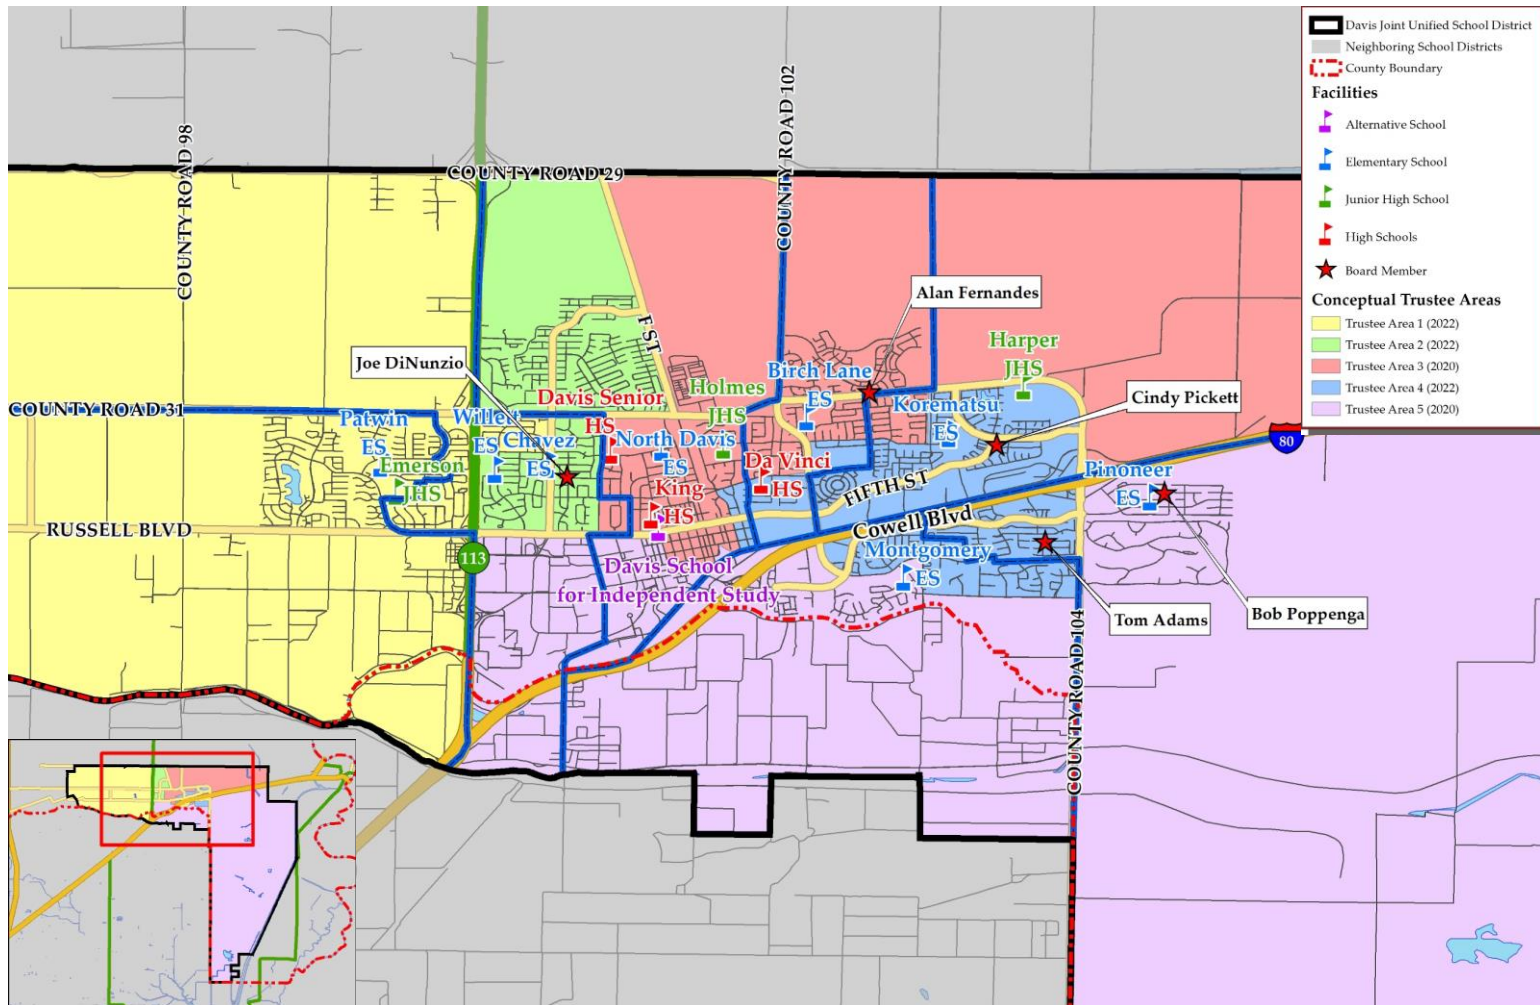 Davis Joint Unified School District
Neighboring School Districts
County Boundary
Facilities
Alternative School
Elementary School
Junior High School
High Schools
Board Member
Conceptual Trustee Areas
Trustee Area 1 (2022)
Trustee Area 2 (2022)
Trustee Area 3 (2020)
Trustee Area 4 (2022)
Trustee Area 5 (2020)
COUNTY ROAD 98
COUNTY ROAD 29
COUNTY ROAD 102
F ST
Alan Fernandes
Joe DiNunzio
Harper
JHS
Birch Lane
ES
Cindy Pickett
COUNTY ROAD 31
Patwin
ES
Willett
ES
Chavez
ES
Davis Senior
HS
Holmes
JHS
North Davis
ES
Korematsu
ES
80
Emerson
JHS
Da Vinci
HS
King
HS
FIFTH ST
Pinoneer
ES
RUSSELL BLVD
Cowell Blvd
113
Davis School
for Independent Study
Montgomery
ES
Tom Adams
Bob Poppenga
COUNTY ROAD 104